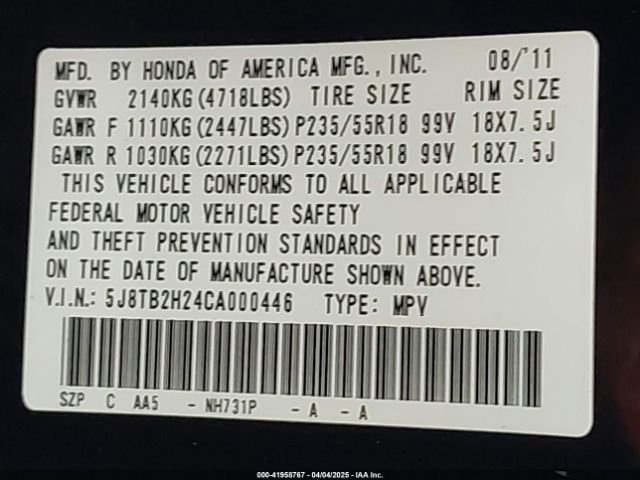 MFD. BY HONDA OF AMERICA MFG., INC. 08/'11
GVWR 2140KG(4718LBS) TIRE SIZE RIM SIZE
GAWR F 1110KG(2447LBS)P235/55R18 99V 18X7.5J
GAWR R 1030KG(2271LBS)P235/55R18 99V 18X7.5J
THIS VEHICLE CONFORMS TO ALL APPLICABLE
FEDERAL MOTOR VEHICLE SAFETY
AND THEFT PREVENTION STANDARDS IN EFFECT
ON THE DATE OF MANUFACTURE SHOWN ABOVE.
V.I.N.: 5J8TB2H24CA000446 TYPE: MPV
SZP C AA5 - NH731P - A - A
000-41958767 - 04/04/2025 - IAA Inc.